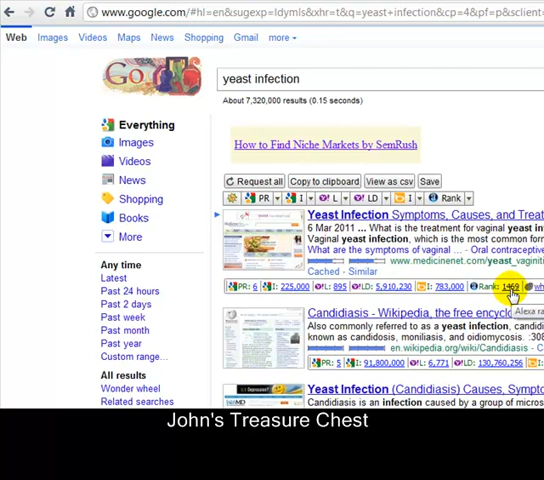 www.google.com/#hl=en&sugexp=ldymls&xhr=t&q=yeast+infection&cp=4&pf=p&sclient
Web Images Videos Maps News Shopping Gmail more
yeast infection
About 7,320,000 results (0.15 seconds)
Everything
Images
Videos
News
Shopping
Books
More
Any time
Latest
Past 24 hours
Past 2 days
Past week
Past month
Past year
Custom range...
All results
Wonder wheel
Related searches
How to Find Niche Markets by SemRush
Request all Copy to clipboard View as csv Save
PR I L LD I Rank
Yeast Infection Symptoms, Causes, and Treat
6 Mar 2011 ... What is the treatment for vaginal yeast in
Vaginal yeast infection, which is the most common for
What are the symptoms of vaginal ... - Oral contraceptive
www.medicinenet.com/yeast_vaginiti
Cached - Similar
PR: 6 I: 225,000 L: 895 LD: 5,910,230 I: 783,000 Rank: 1469 wh
Alexa ra
Candidiasis - Wikipedia, the free encyclo
Also commonly referred to as a yeast infection, candid
known as candidosis, moniliasis, and oidiomycosis. :308
en.wikipedia.org/wiki/Candidiasis - C
PR: 5 I: 91,800,000 L: 6,771 LD: 130,760,256 I: 
Yeast Infection (Candidiasis) Causes, Sympto
Candidiasis is an infection caused by a group of micros
John's Treasure Chest